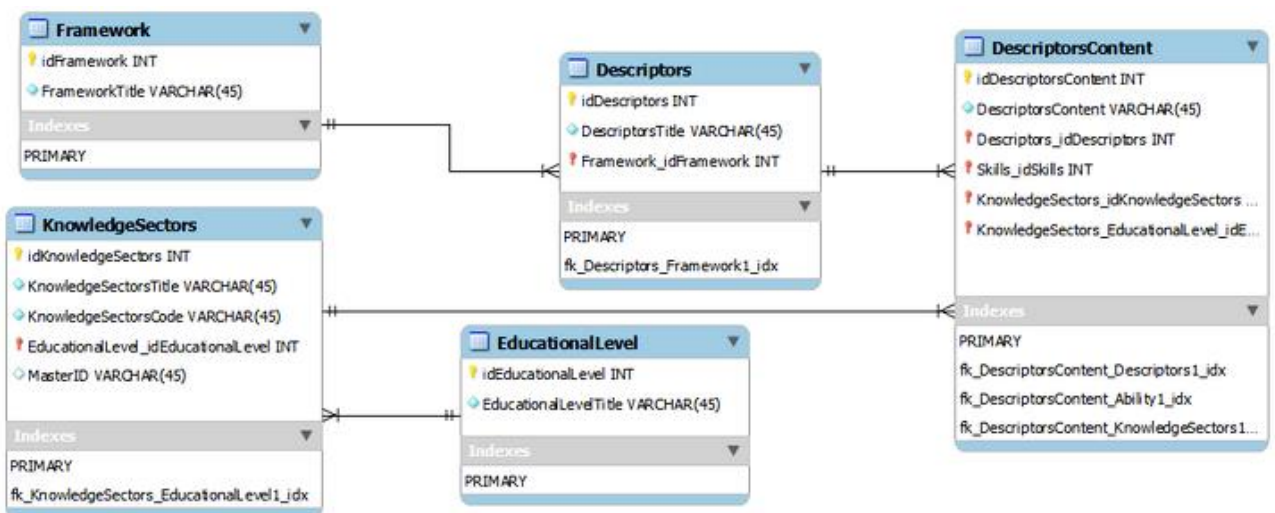 Framework
idFramework INT
FrameworkTitle VARCHAR(45)
Indexes
PRIMARY
Descriptors
idDescriptors INT
DescriptorsTitle VARCHAR(45)
Framework_idFramework INT
Indexes
PRIMARY
fk_Descriptors_Framework1_idx
DescriptorsContent
idDescriptorsContent INT
DescriptorsContent VARCHAR(45)
Descriptors_idDescriptors INT
Skills_idSkills INT
KnowledgeSectors_idKnowledgeSectors ...
KnowledgeSectors_EducationalLevel_idE...
Indexes
PRIMARY
fk_DescriptorsContent_Descriptors1_idx
fk_DescriptorsContent_Ability1_idx
fk_DescriptorsContent_KnowledgeSectors1...
KnowledgeSectors
idKnowledgeSectors INT
KnowledgeSectorsTitle VARCHAR(45)
KnowledgeSectorsCode VARCHAR(45)
EducationalLevel_idEducationalLevel INT
MasterID VARCHAR(45)
Indexes
PRIMARY
fk_KnowledgeSectors_EducationalLevel1_idx
EducationalLevel
idEducationalLevel INT
EducationalLevelTitle VARCHAR(45)
Indexes
PRIMARY